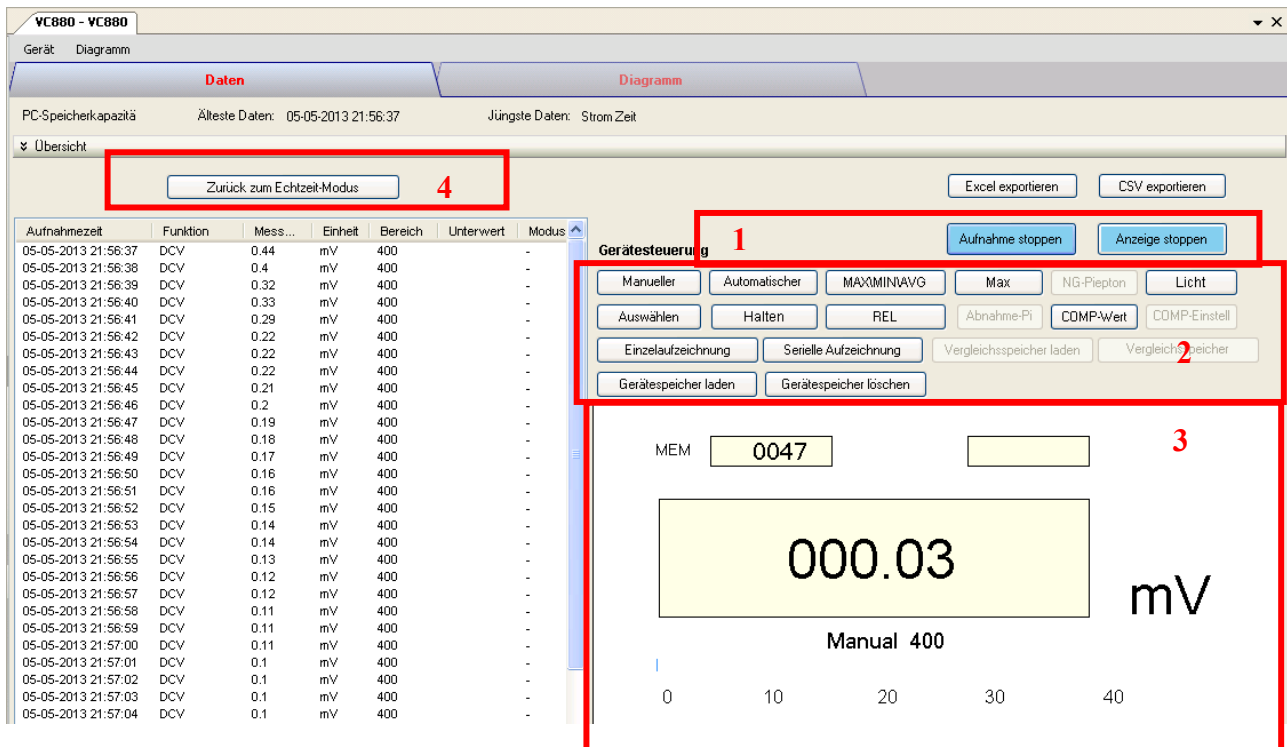 VC880 - VC880
Gerät Diagramm
Daten Diagramm
PC-Speicherkapazitä Älteste Daten: 05-05-2013 21:56:37 Jüngste Daten: Strom Zeit
Übersicht
Zurück zum Echtzeit-Modus 4 Excel exportieren CSV exportieren
Aufnahmezeit Funktion Mess... Einheit Bereich Unterwert Modus
05-05-2013 21:56:37 DCV 0.44 mV 400 -
05-05-2013 21:56:38 DCV 0.4 mV 400 -
05-05-2013 21:56:39 DCV 0.32 mV 400 -
05-05-2013 21:56:40 DCV 0.33 mV 400 -
05-05-2013 21:56:41 DCV 0.29 mV 400 -
05-05-2013 21:56:42 DCV 0.22 mV 400 -
05-05-2013 21:56:43 DCV 0.22 mV 400 -
05-05-2013 21:56:44 DCV 0.22 mV 400 -
05-05-2013 21:56:45 DCV 0.21 mV 400 -
05-05-2013 21:56:46 DCV 0.2 mV 400 -
05-05-2013 21:56:47 DCV 0.19 mV 400 -
05-05-2013 21:56:48 DCV 0.18 mV 400 -
05-05-2013 21:56:49 DCV 0.17 mV 400 -
05-05-2013 21:56:50 DCV 0.16 mV 400 -
05-05-2013 21:56:51 DCV 0.16 mV 400 -
05-05-2013 21:56:52 DCV 0.15 mV 400 -
05-05-2013 21:56:53 DCV 0.14 mV 400 -
05-05-2013 21:56:54 DCV 0.14 mV 400 -
05-05-2013 21:56:55 DCV 0.13 mV 400 -
05-05-2013 21:56:56 DCV 0.12 mV 400 -
05-05-2013 21:56:57 DCV 0.12 mV 400 -
05-05-2013 21:56:58 DCV 0.11 mV 400 -
05-05-2013 21:56:59 DCV 0.11 mV 400 -
05-05-2013 21:57:00 DCV 0.11 mV 400 -
05-05-2013 21:57:01 DCV 0.1 mV 400 -
05-05-2013 21:57:02 DCV 0.1 mV 400 -
05-05-2013 21:57:03 DCV 0.1 mV 400 -
05-05-2013 21:57:04 DCV 0.1 mV 400 -
Gerätesteuerung 1 Aufnahme stoppen Anzeige stoppen
Manueller Automatischer MAX\MIN\AVG Max NG-Piepton Licht
Auswählen Halten REL Abnahme-Pi COMP-Wert COMP-Einstell
Einzelaufzeichnung Serielle Aufzeichnung Vergleichsspeicher laden Vergleichsspeicher
2
Gerätespeicher laden Gerätespeicher löschen
MEM 0047 3
000.03
mV
Manual 400
0 10 20 30 40